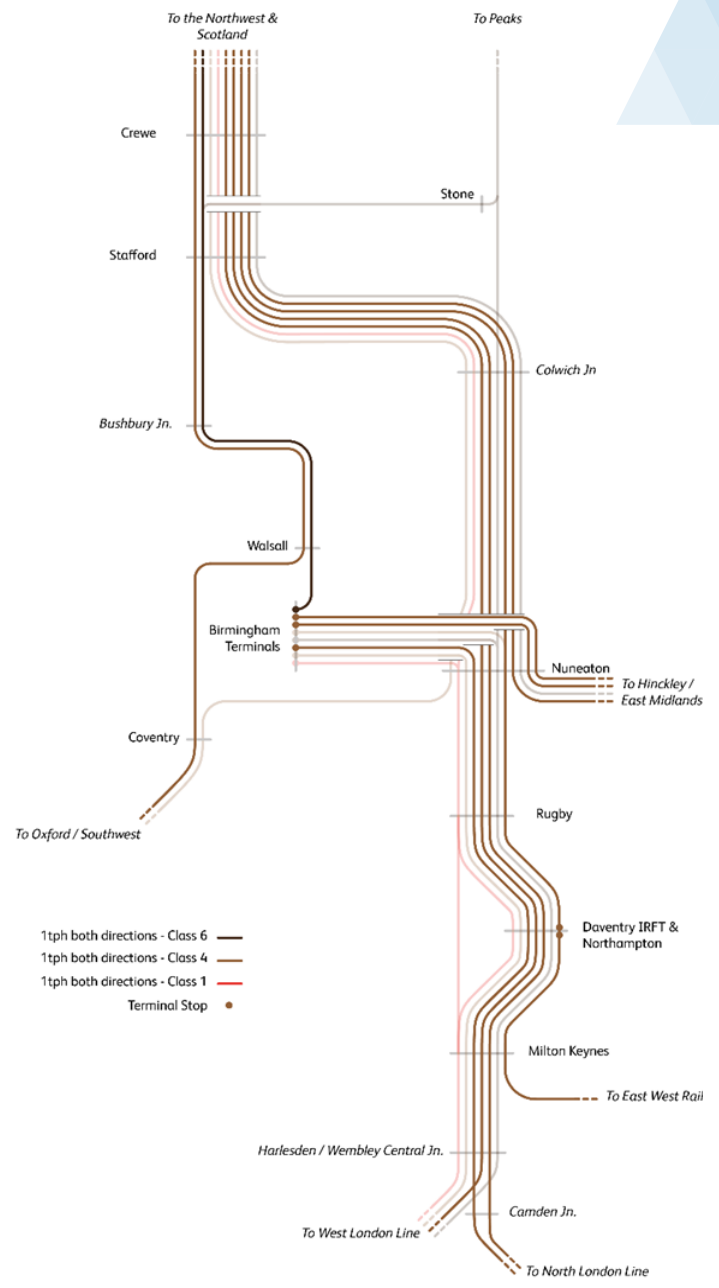 To the Northwest &
Scotland
To Peaks
Crewe
Stone
Stafford
Colwich Jn
Bushbury Jn.
Walsall
Birmingham
Terminals
Nuneaton
To Hinckley /
East Midlands
Coventry
To Oxford / Southwest
Rugby
Daventry IRFT &
Northampton
1tph both directions - Class 6
1tph both directions - Class 4
1tph both directions - Class 1
Terminal Stop
Milton Keynes
To East West Rail
Harlesden / Wembley Central Jn.
Camden Jn.
To West London Line
To North London Line